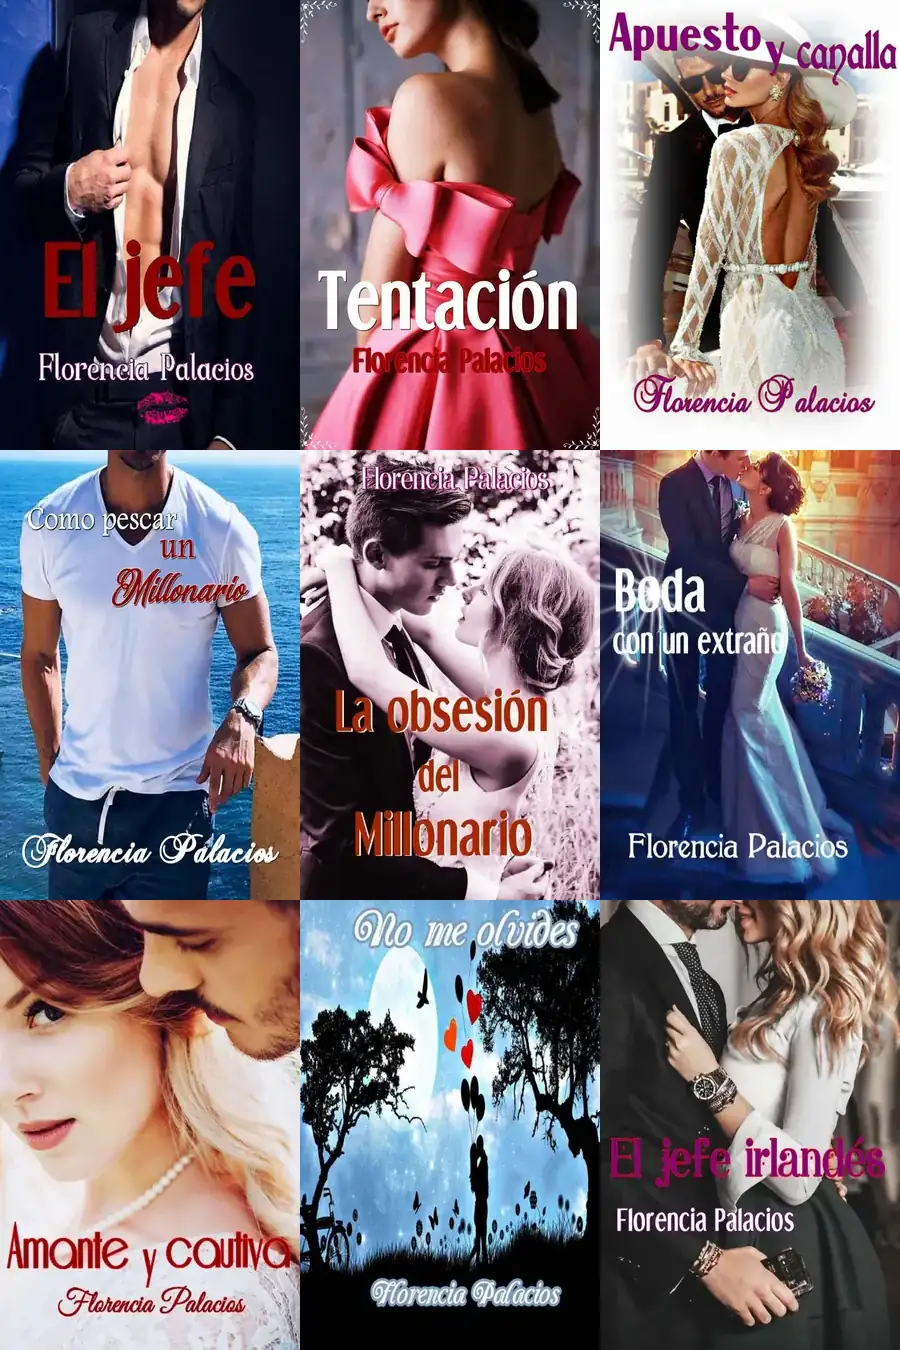 El jefe
Florencia Palacios
Tentación
Florencia Palacios
Apuesto y canalla
Florencia Palacios
Como pescar
un
Millonario
Florencia Palacios
Florencia Palacios
La obsesión
del
Millonario
Boda
con un extraño
Florencia Palacios
Amante y cautiva
Florencia Palacios
No me olvides
Florencia Palacios
El jefe irlandés
Florencia Palacios